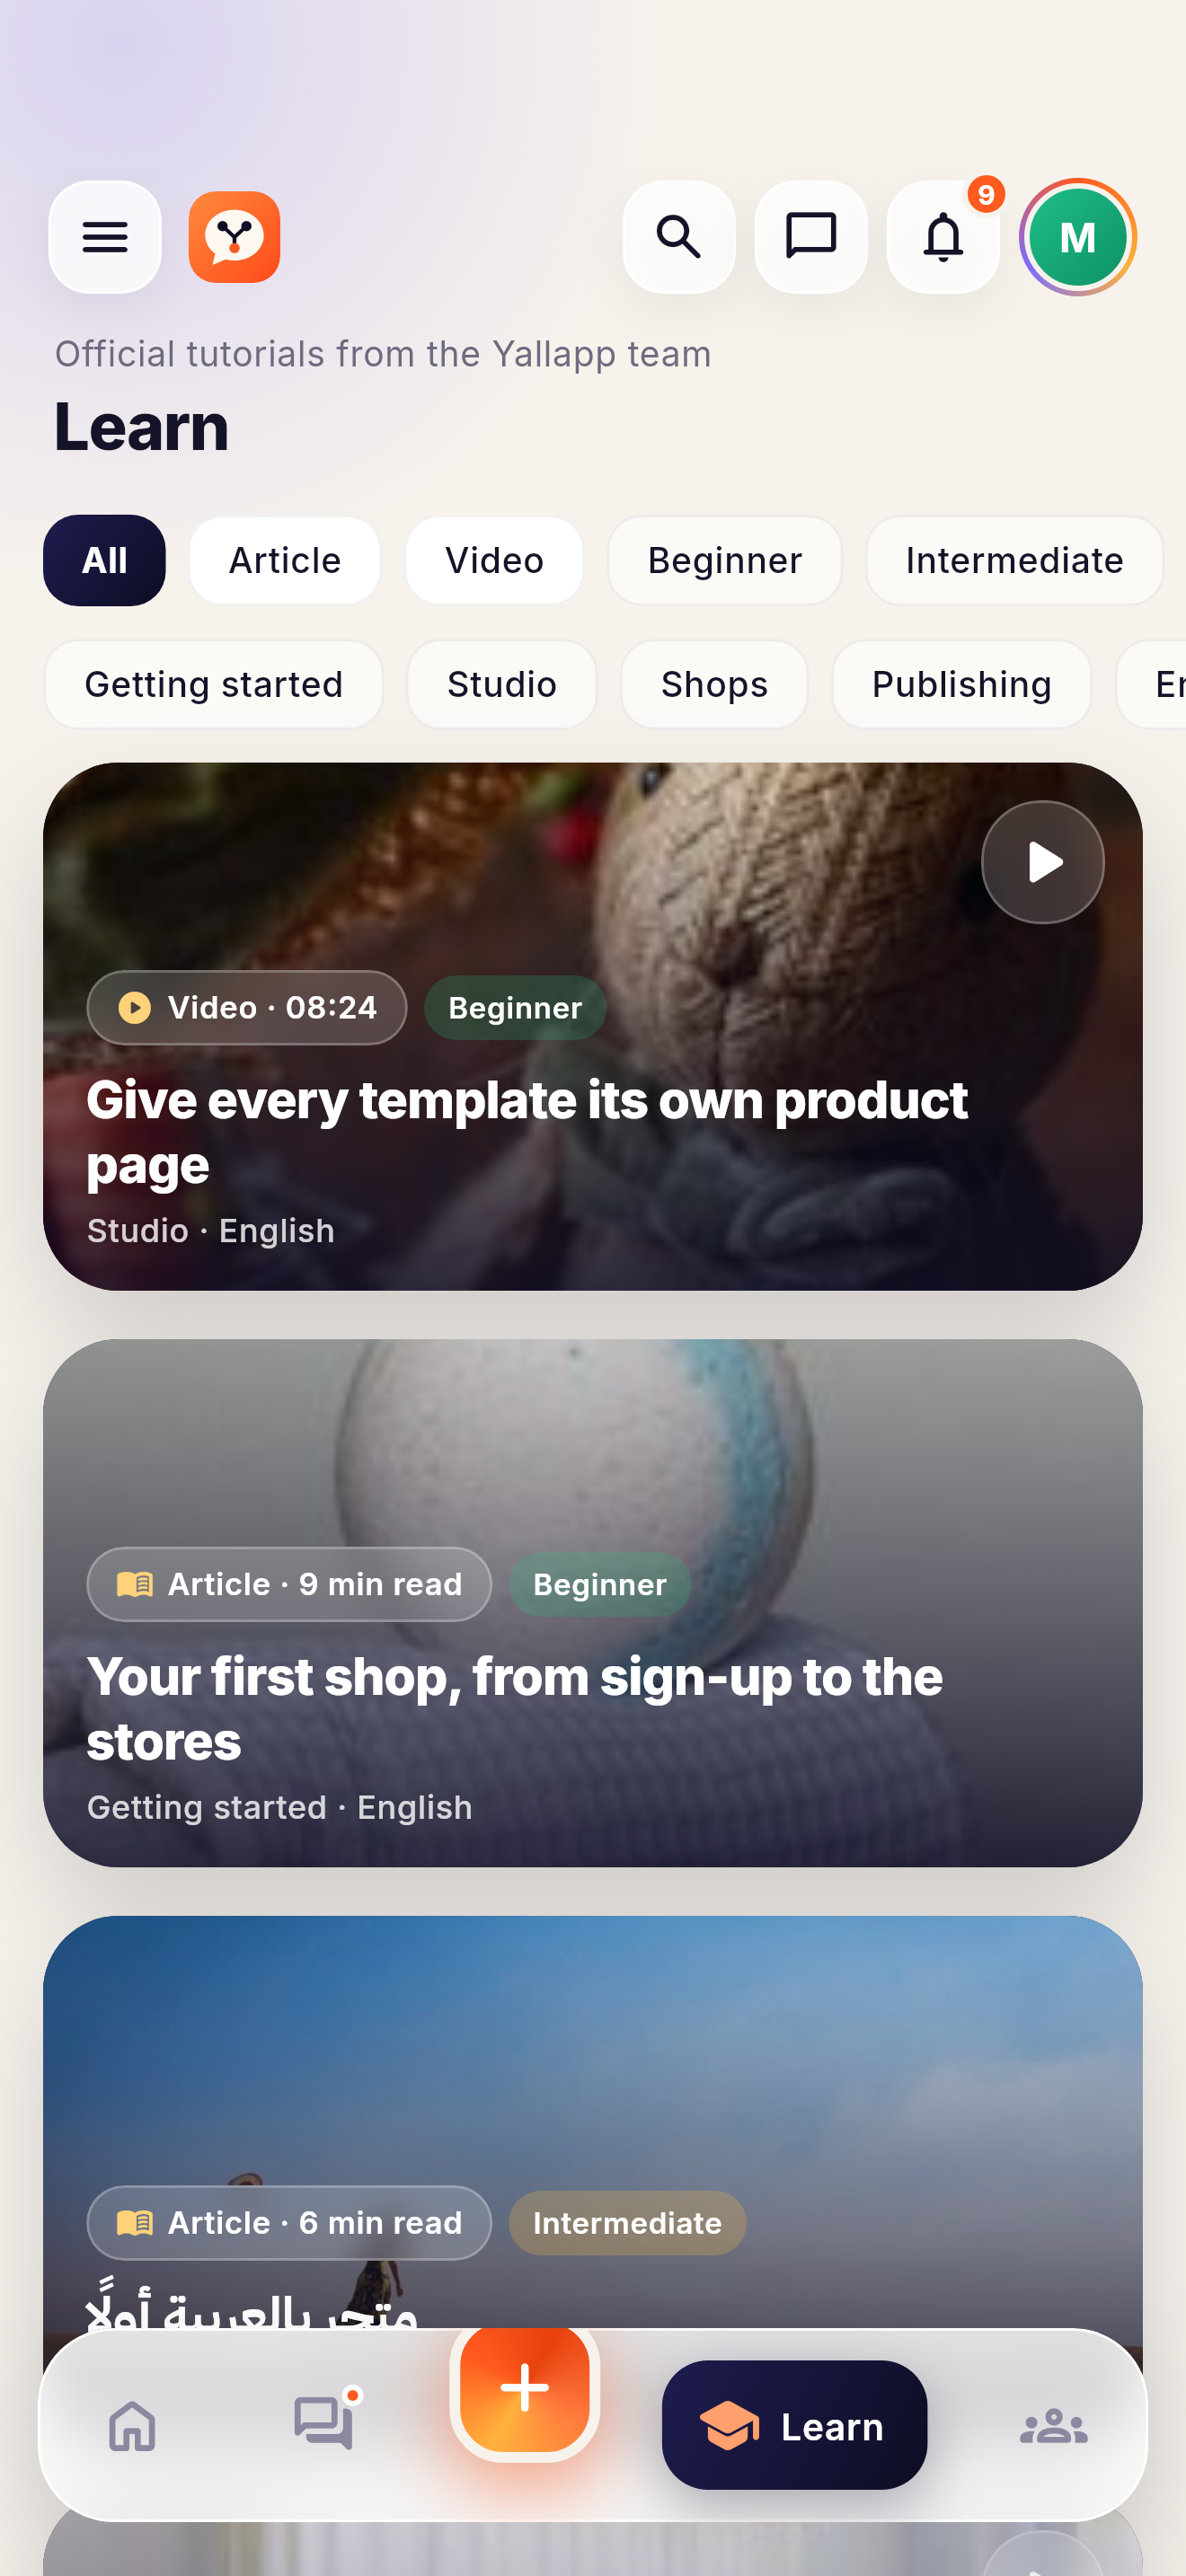 9
M
Official tutorials from the Yallapp team
Learn
All Article Video Beginner Intermediate
Getting started Studio Shops Publishing
Video · 08:24 Beginner
Give every template its own product
page
Studio · English
Article · 9 min read Beginner
Your first shop, from sign-up to the
stores
Getting started · English
Article · 6 min read Intermediate
متجر بالعربية أولًا
Learn